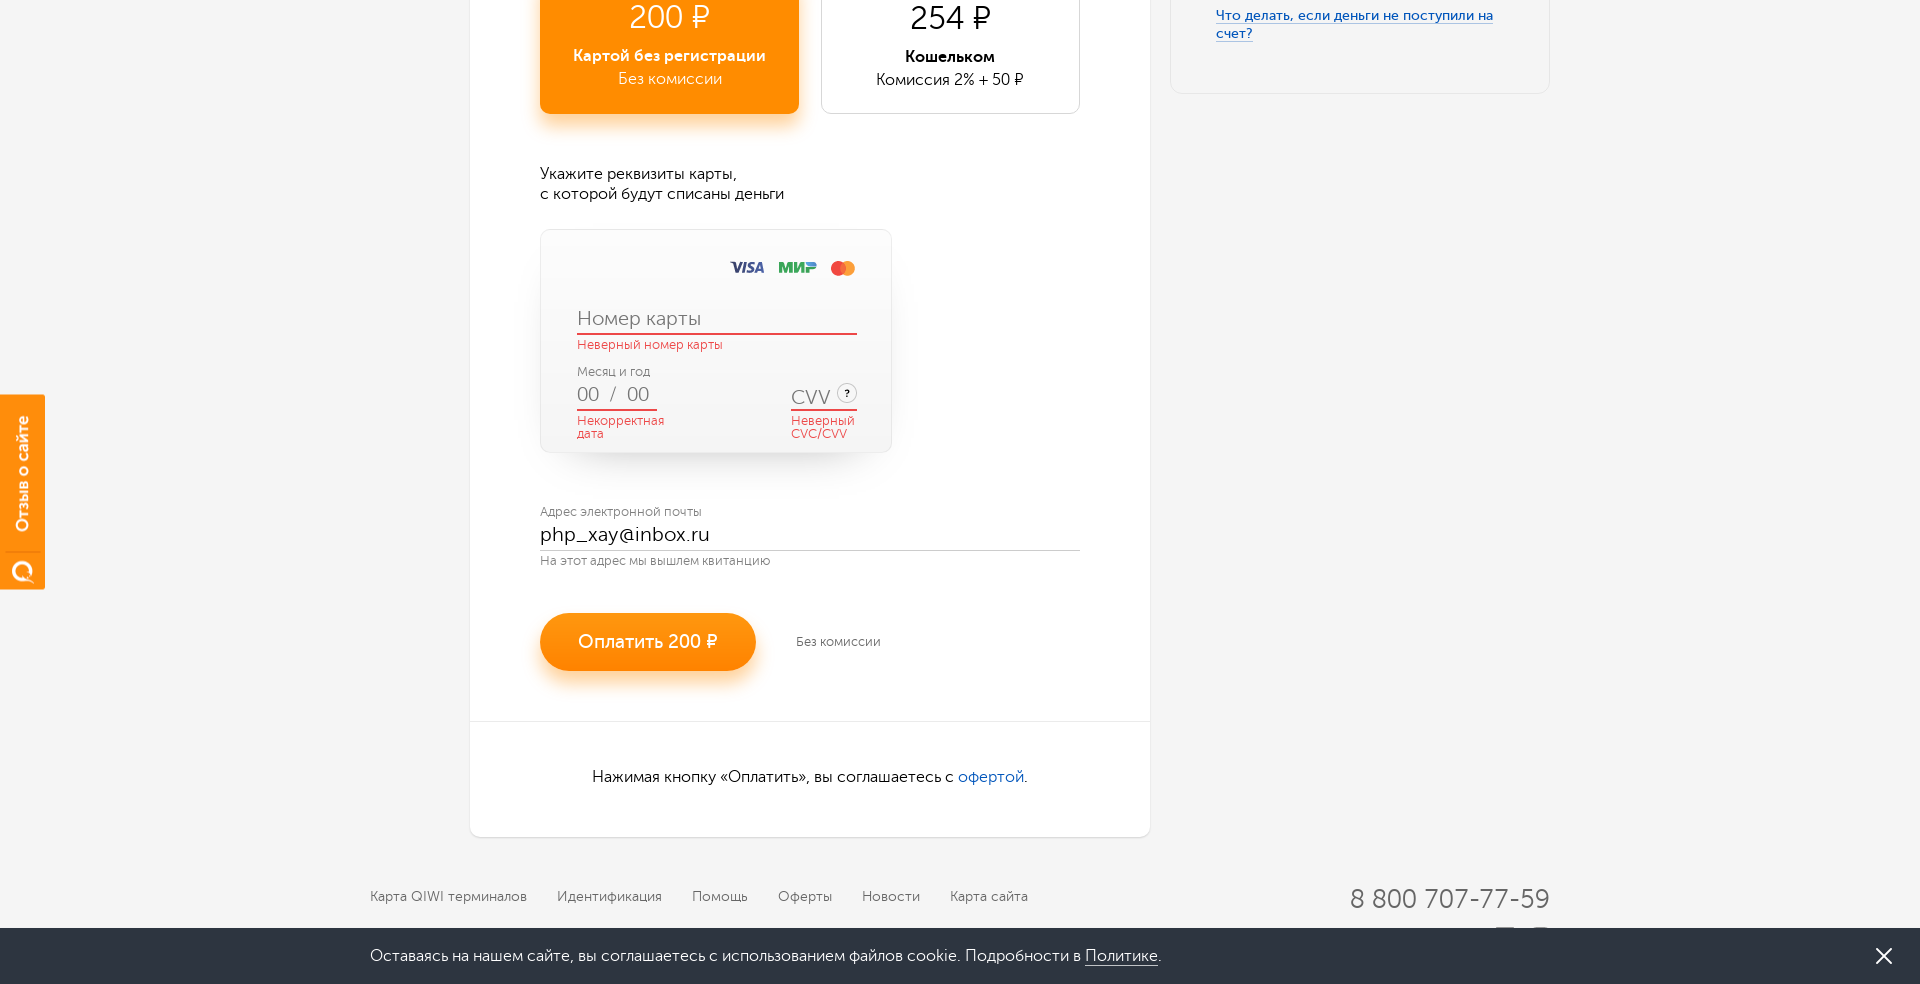 200 ₽
Картой без регистрации
Без комиссии
254 ₽
Кошельком
Комиссия 2% + 50 ₽
Что делать, если деньги не поступили на
счет?
Укажите реквизиты карты,
с которой будут списаны деньги
VISA МИР
Номер карты
Неверный номер карты
Месяц и год
00 / 00
CVV ?
Некорректная
дата
Неверный
CVC/CVV
Отзыв о сайте
Адрес электронной почты
php_xay@inbox.ru
На этот адрес мы вышлем квитанцию
Оплатить 200 ₽
Без комиссии
Нажимая кнопку «Оплатить», вы соглашаетесь с офертой.
Карта QIWI терминалов Идентификация Помощь Оферты Новости Карта сайта
8 800 707-77-59
Оставаясь на нашем сайте, вы соглашаетесь с использованием файлов cookie. Подробности в Политике.